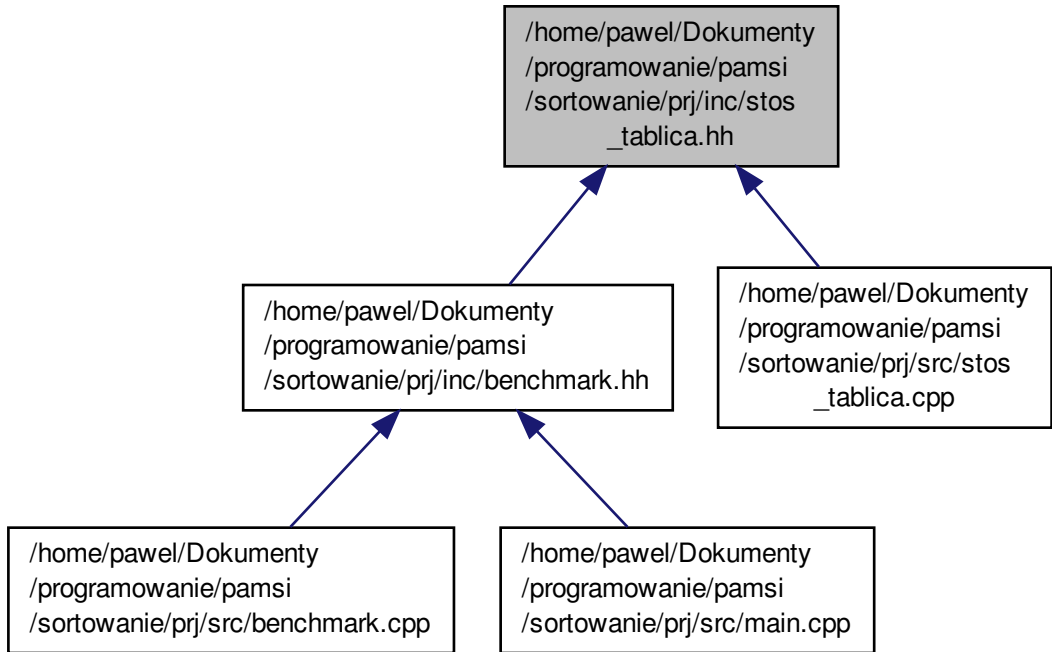 /home/pawel/Dokumenty
/programowanie/pamsi
/sortowanie/prj/inc/stos
_tablica.hh
/home/pawel/Dokumenty
/programowanie/pamsi
/sortowanie/prj/inc/benchmark.hh
/home/pawel/Dokumenty
/programowanie/pamsi
/sortowanie/prj/src/stos
_tablica.cpp
/home/pawel/Dokumenty
/programowanie/pamsi
/sortowanie/prj/src/benchmark.cpp
/home/pawel/Dokumenty
/programowanie/pamsi
/sortowanie/prj/src/main.cpp